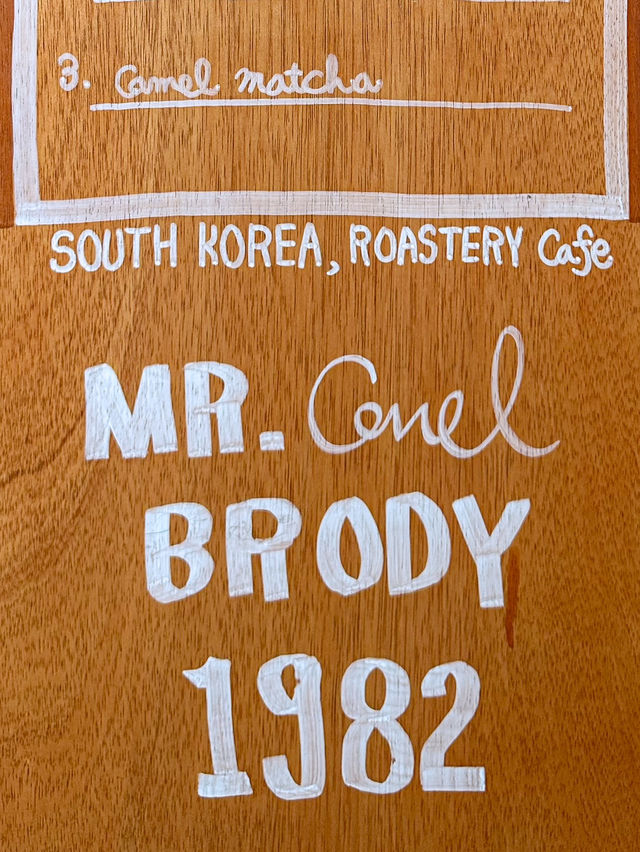 3. Camel matcha
SOUTH KOREA, ROASTERY Cafe
MR. Camel
BRODY
1982